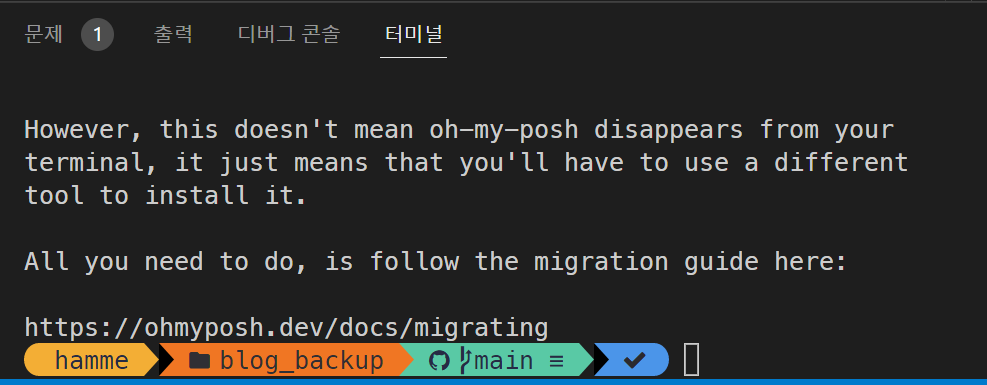 문제 1 출력 디버그 콘솔 터미널
However, this doesn't mean oh-my-posh disappears from your
terminal, it just means that you'll have to use a different
tool to install it.
All you need to do, is follow the migration guide here:
https://ohmyposh.dev/docs/migrating
hamme blog_backup main ≡